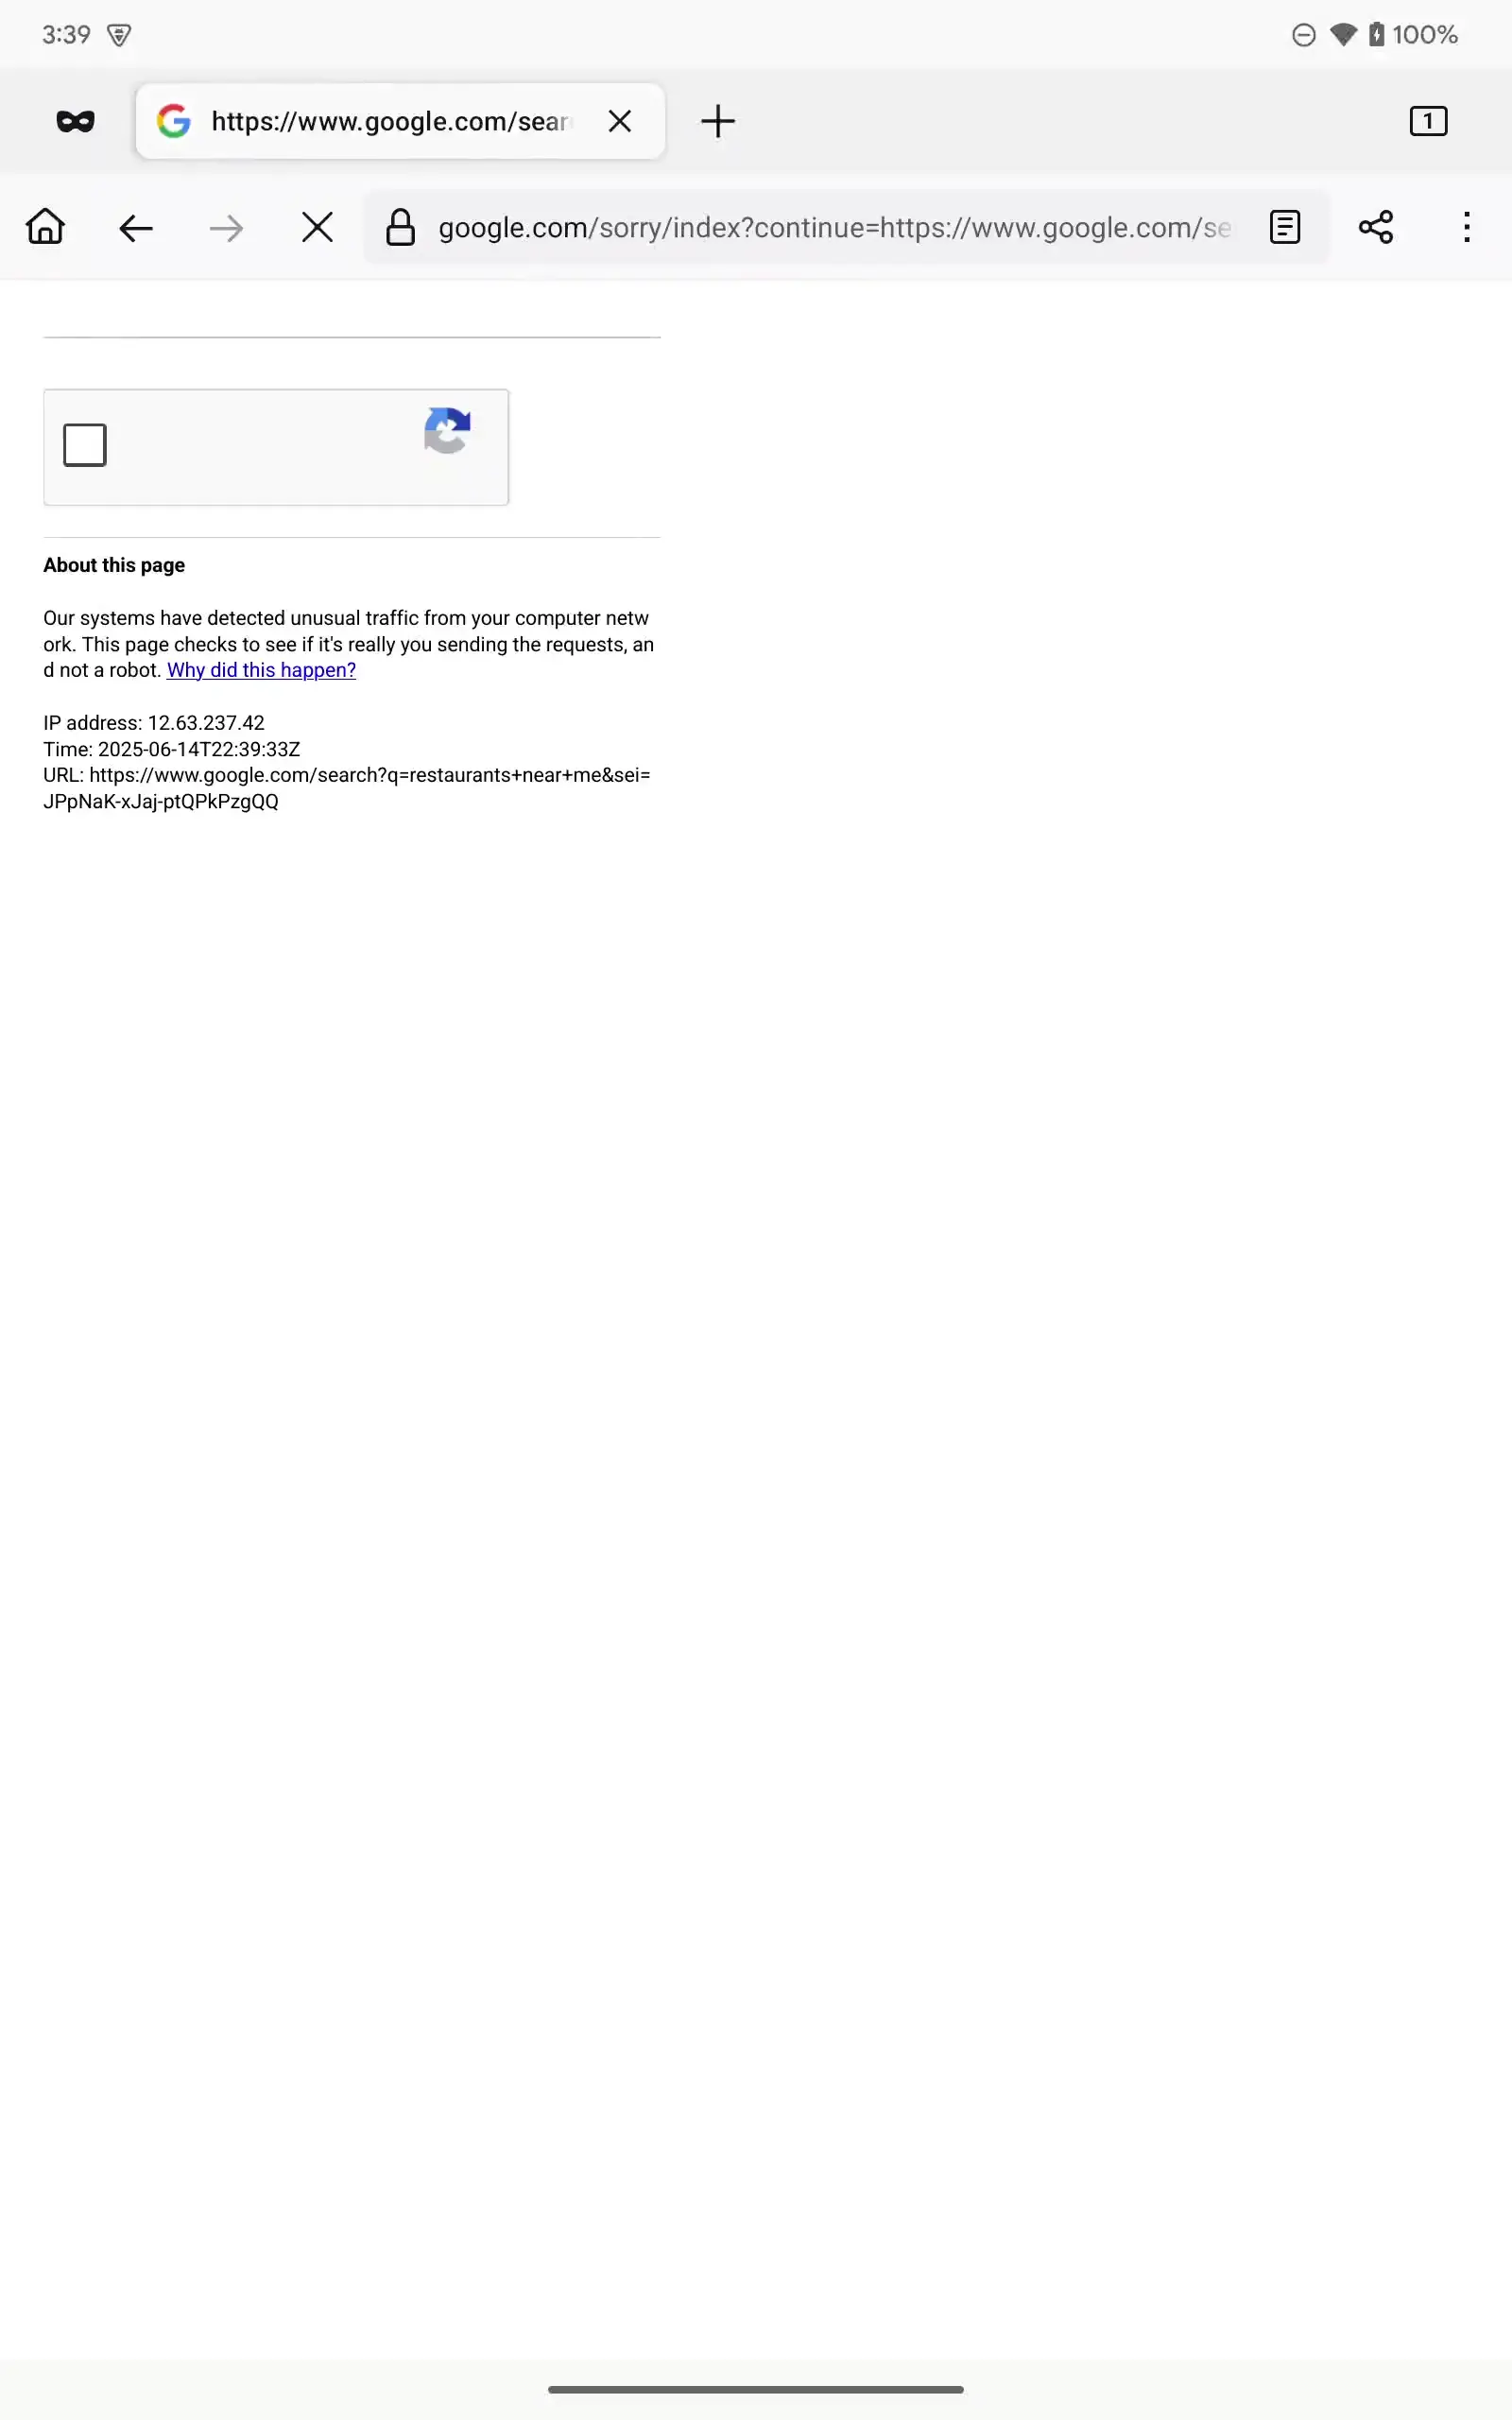 3:39
100%
https://www.google.com/sear
1
google.com/sorry/index?continue=https://www.google.com/se
About this page
Our systems have detected unusual traffic from your computer netw
ork. This page checks to see if it's really you sending the requests, an
d not a robot. Why did this happen?
IP address: 12.63.237.42
Time: 2025-06-14T22:39:33Z
URL: https://www.google.com/search?q=restaurants+near+me&sei=
JPpNaK-xJaj-ptQPkPzgQQ